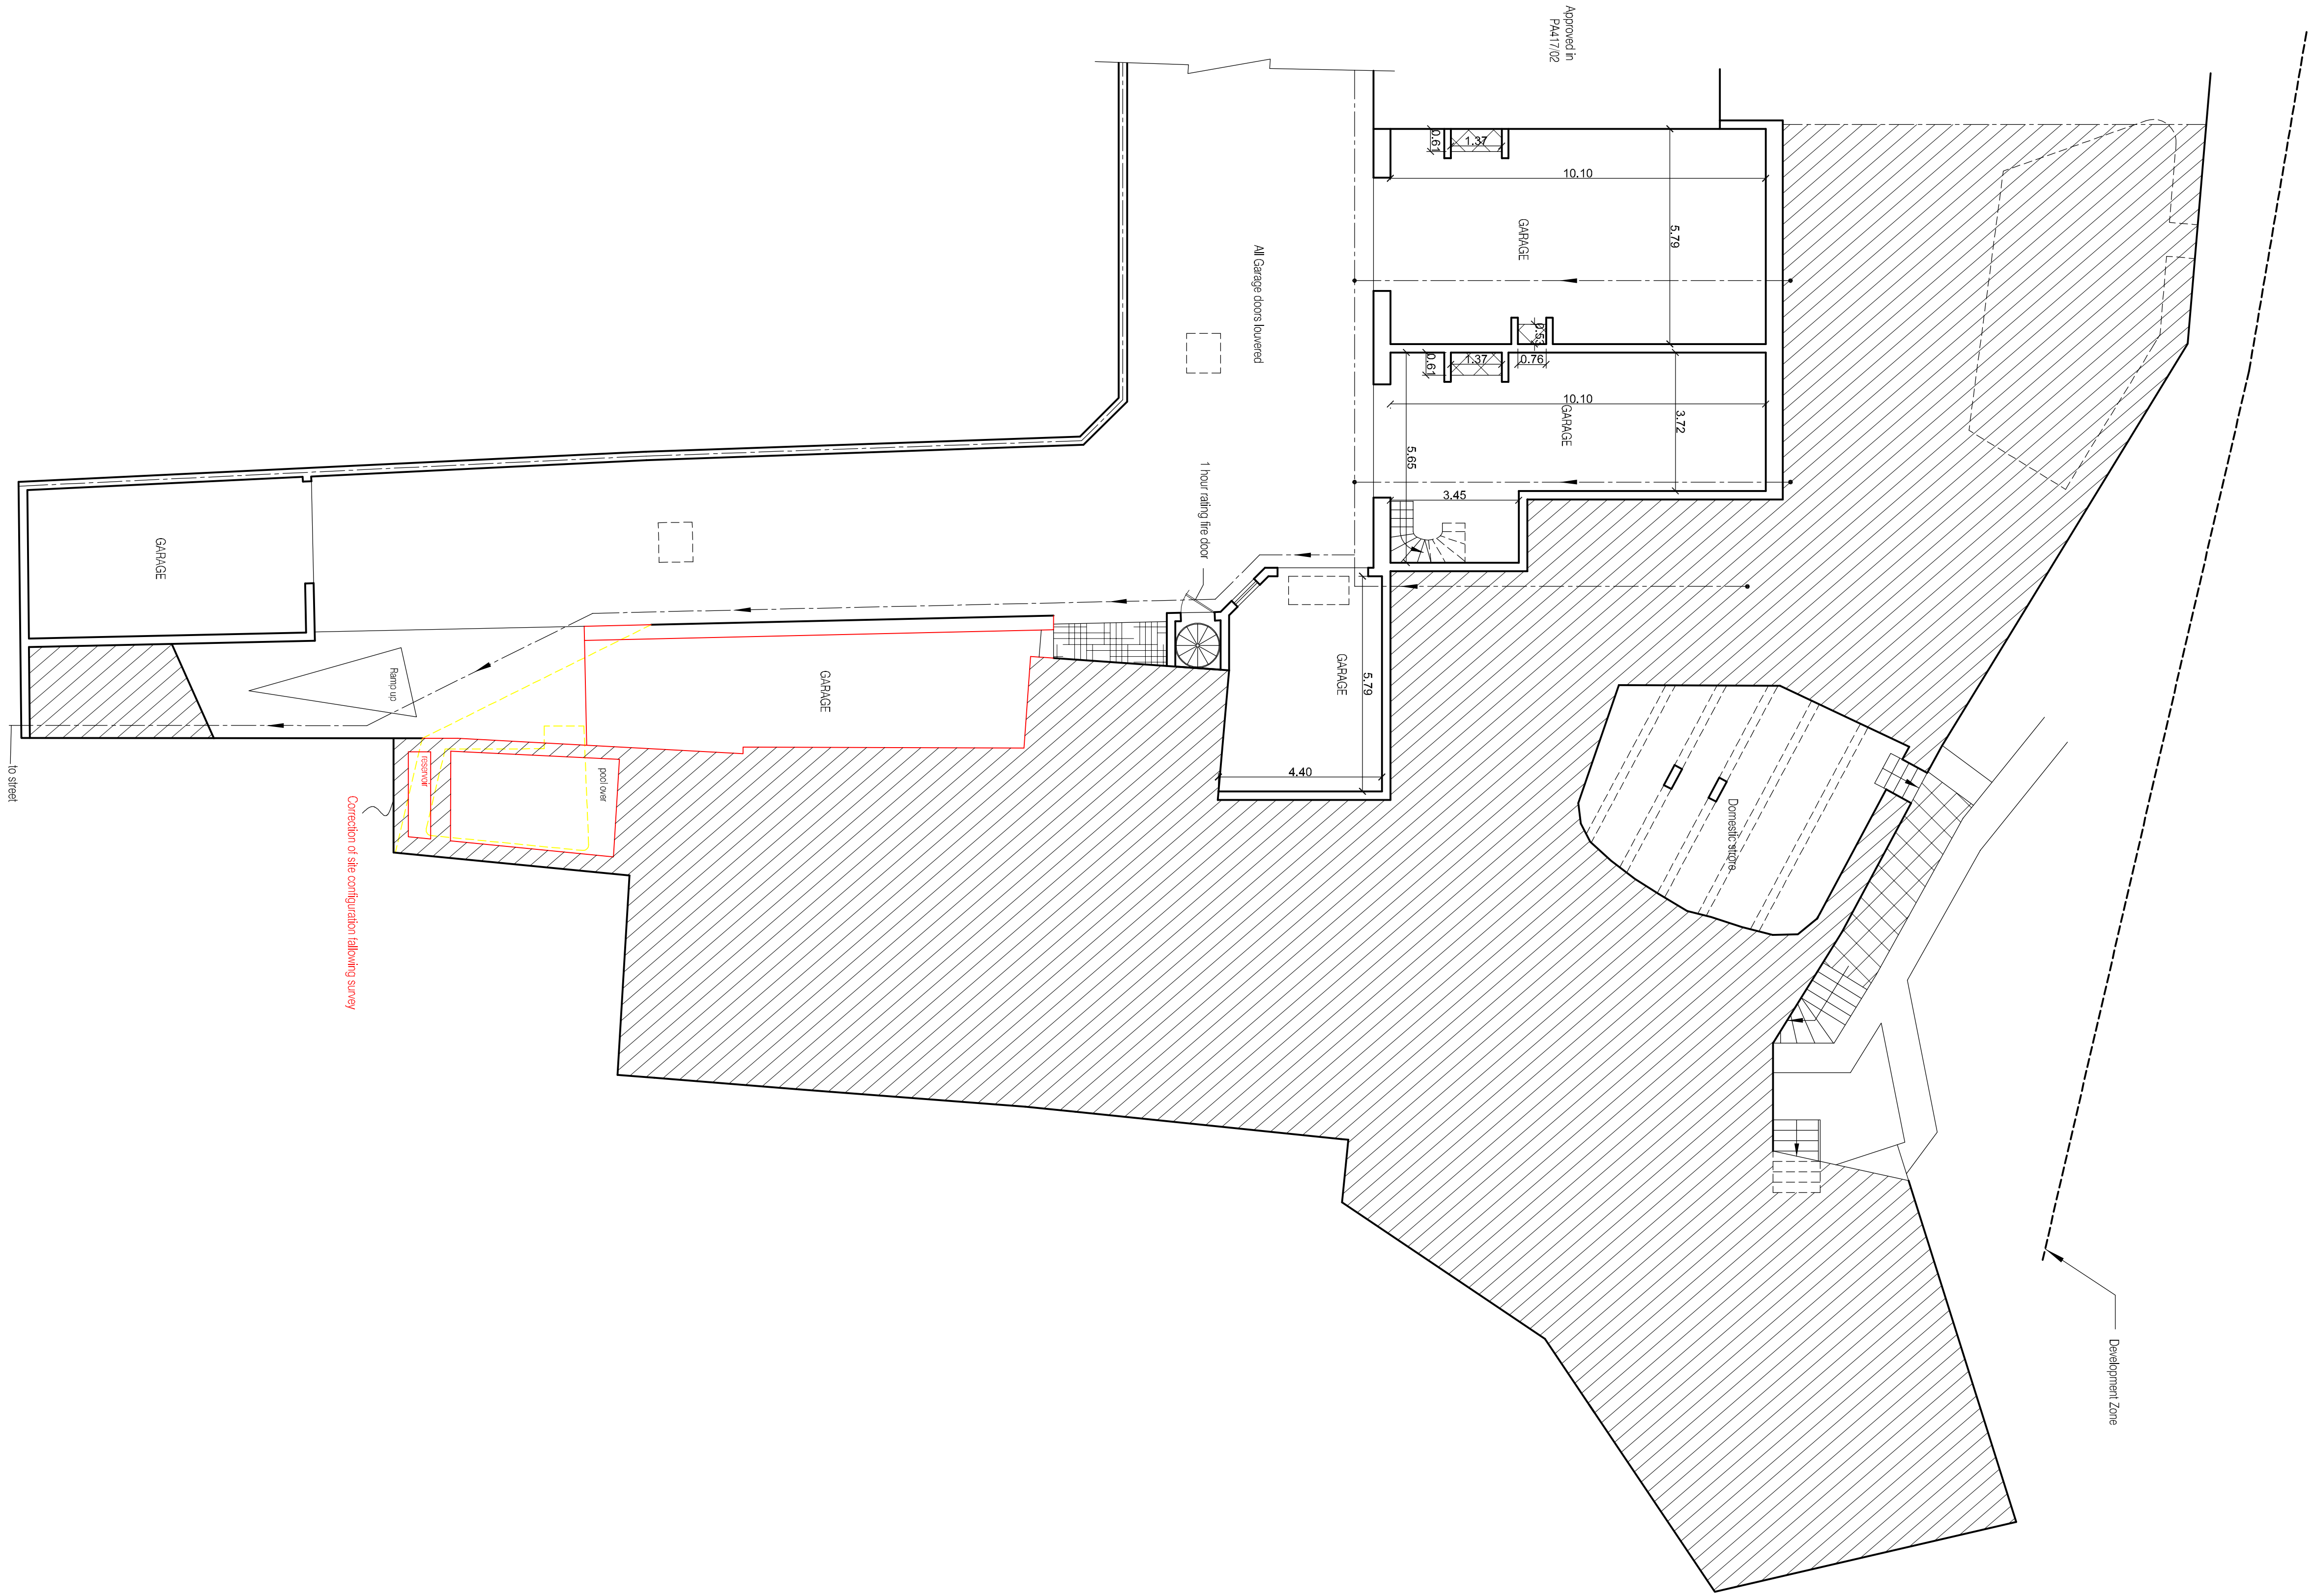 Approved in
PA417/02
0.61
1.37
10.10
5.79
GARAGE
All Garage doors louvered
0.53
0.76
0.61
1.37
10.10
GARAGE
3.72
5.65
3.45
1 hour rating fire door
GARAGE
GARAGE
5.79
4.40
GARAGE
Ramp up
to street
reservoir
pool over
Correction of site configuration fallowing survey
Domestic strore
Development Zone